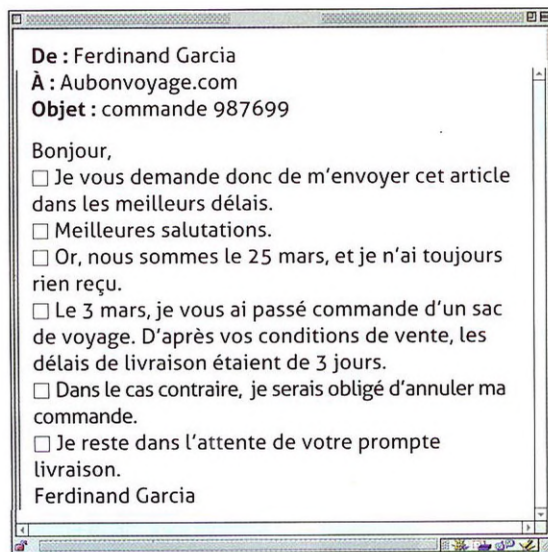 De : Ferdinand Garcia
À : Aubonvoyage.com
Objet : commande 987699
Bonjour,
☐ Je vous demande donc de m'envoyer cet article
dans les meilleurs délais.
☐ Meilleures salutations.
☐ Or, nous sommes le 25 mars, et je n'ai toujours
rien reçu.
☐ Le 3 mars, je vous ai passé commande d'un sac
de voyage. D'après vos conditions de vente, les
délais de livraison étaient de 3 jours.
☐ Dans le cas contraire, je serais obligé d'annuler ma
commande.
☐ Je reste dans l'attente de votre prompte
livraison.
Ferdinand Garcia